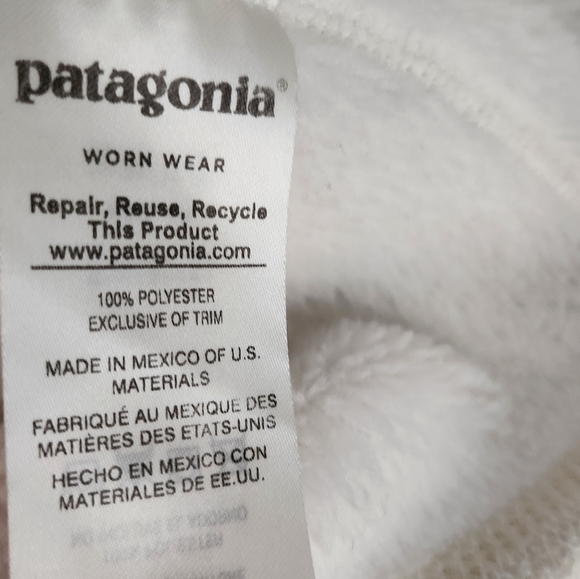 patagonia®
WORN WEAR
Repair, Reuse, Recycle
This Product
www.patagonia.com
100% POLYESTER
EXCLUSIVE OF TRIM
MADE IN MEXICO OF U.S.
MATERIALS
FABRIQUÉ AU MEXIQUE DES
MATIÈRES DES ETATS-UNIS
HECHO EN MEXICO CON
MATERIALES DE EE.UU.